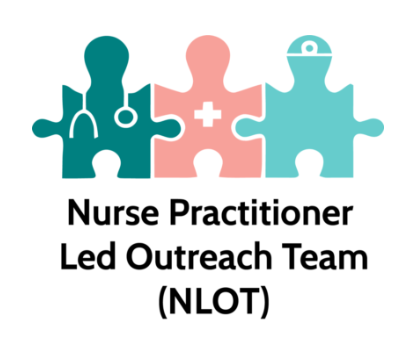 Nurse Practitioner
Led Outreach Team
(NLOT)